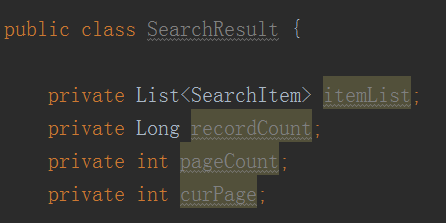 public class SearchResult {
private List<SearchItem> itemList;
private Long recordCount;
private int pageCount;
private int curPage;